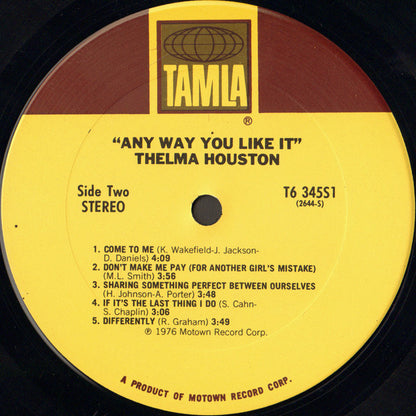 TAMLA
®
"ANY WAY YOU LIKE IT"
THELMA HOUSTON
Side Two
STEREO
T6 345S1
(2644-S)
1. COME TO ME (K. Wakefield-J. Jackson-
D. Daniels) 4:09
2. DON'T MAKE ME PAY (FOR ANOTHER GIRL'S MISTAKE)
(M.L. Smith) 3:56
3. SHARING SOMETHING PERFECT BETWEEN OURSELVES
(H. Johnson-A. Porter) 3:48
4. IF IT'S THE LAST THING I DO (S. Cahn-
S. Chaplin) 3:06
5. DIFFERENTLY (R. Graham) 3:49
℗ 1976 Motown Record Corp.
A PRODUCT OF MOTOWN RECORD CORP.